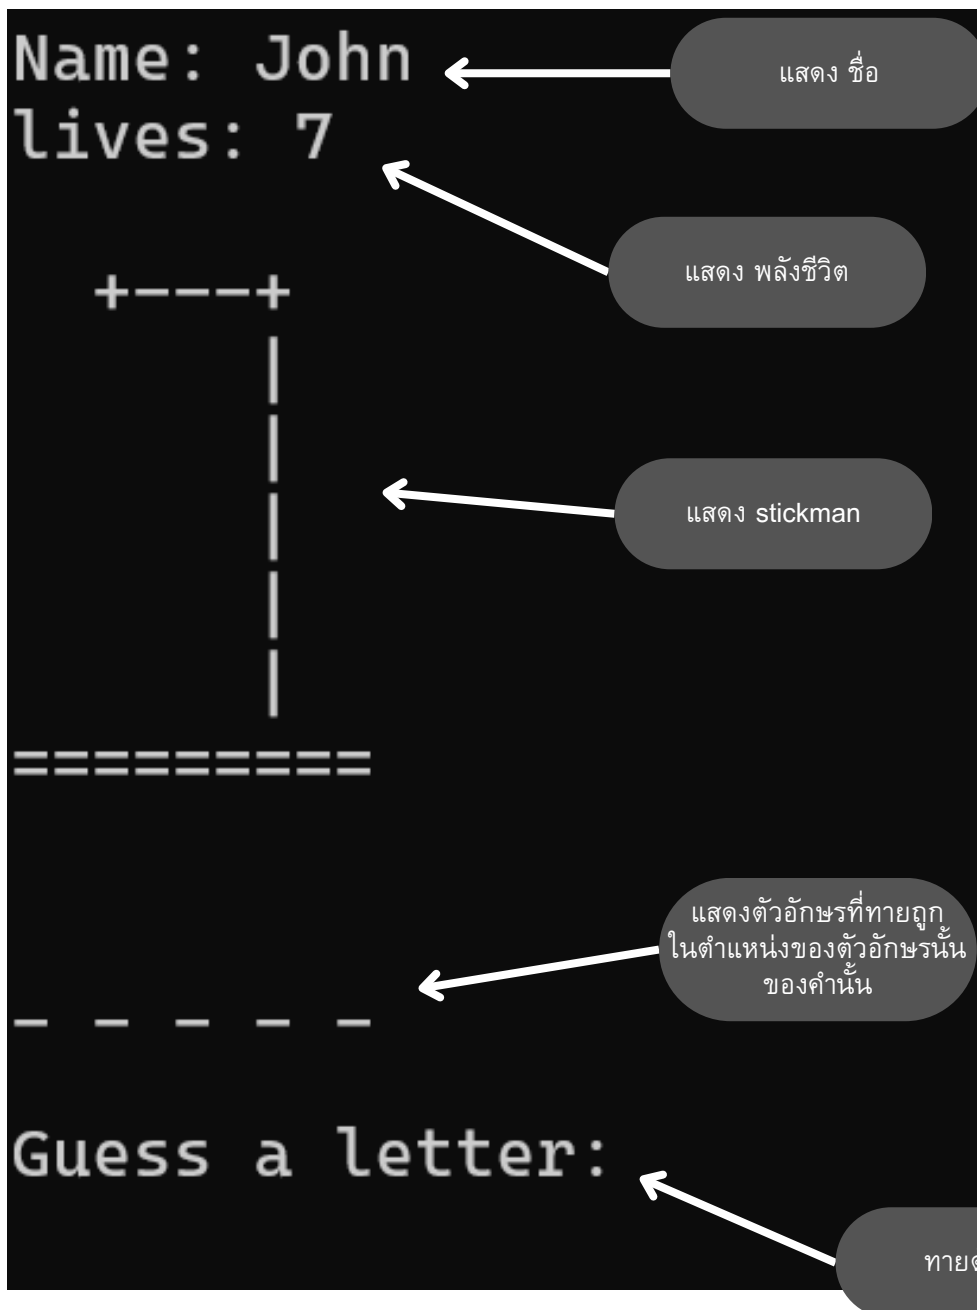 Name: John
แสดง ชื่อ
lives: 7
แสดง พลังชีวิต
+---+
|
|
แสดง stickman
|
|
|
=========
แสดงตัวอักษรที่ทายถูก
ในตำแหน่งของตัวอักษรนั้น
ของคำนั้น
_ _ _ _ _
Guess a letter: